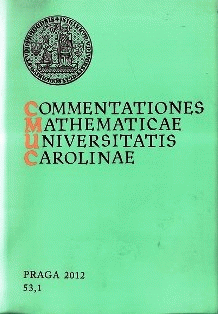 COMMENTATIONES
MATHEMATICAE
UNIVERSITATIS
CAROLINAE
PRAGA 2012
53,1